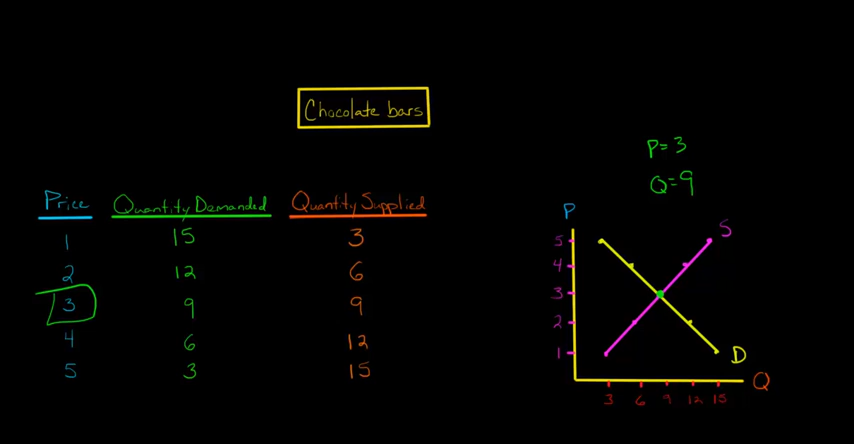 Chocolate bars
P=3
Q=9
Price Quantity Demanded Quantity Supplied
1 15 3
2 12 6
3 9 9
4 6 12
5 3 15
P
S
5
4
3
2
1
D
Q
3 6 9 12 15